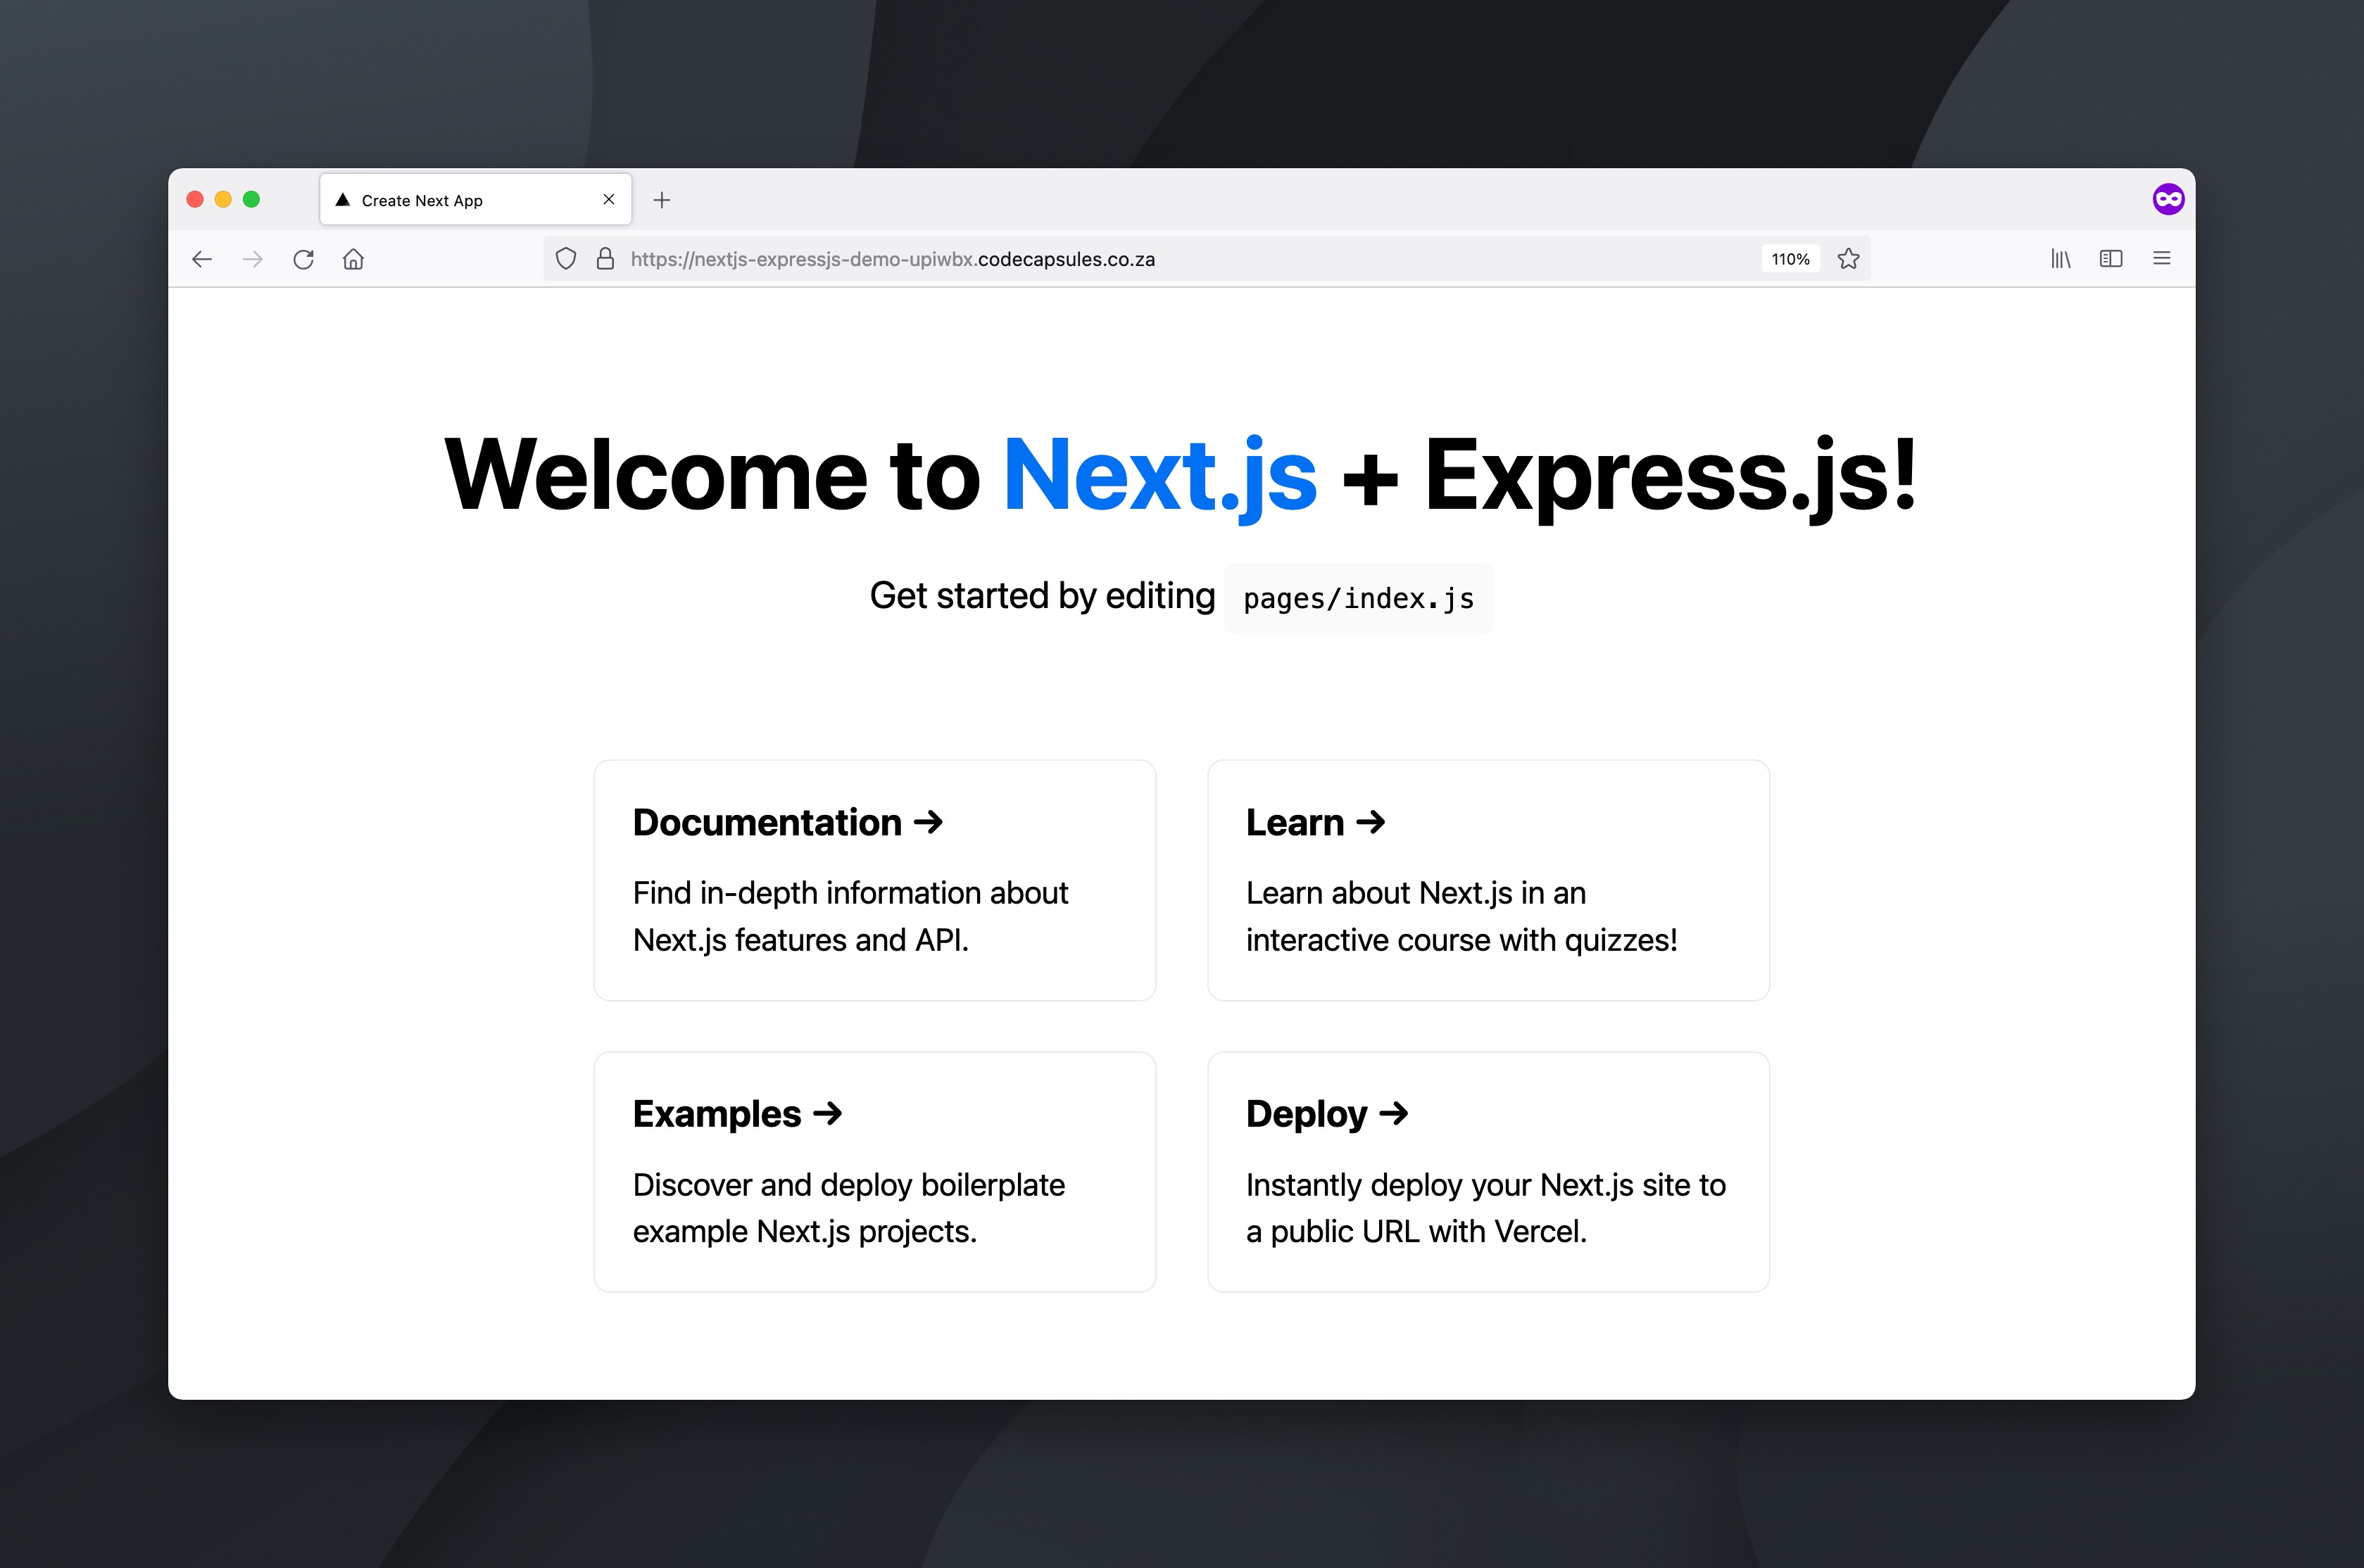 Create Next App
https://nextjs-expressjs-demo-upiwbx.codecapsules.co.za
110%
Welcome to Next.js + Express.js!
Get started by editing pages/index.js
Documentation →
Find in-depth information about
Next.js features and API.
Learn →
Learn about Next.js in an
interactive course with quizzes!
Examples →
Discover and deploy boilerplate
example Next.js projects.
Deploy →
Instantly deploy your Next.js site to
a public URL with Vercel.